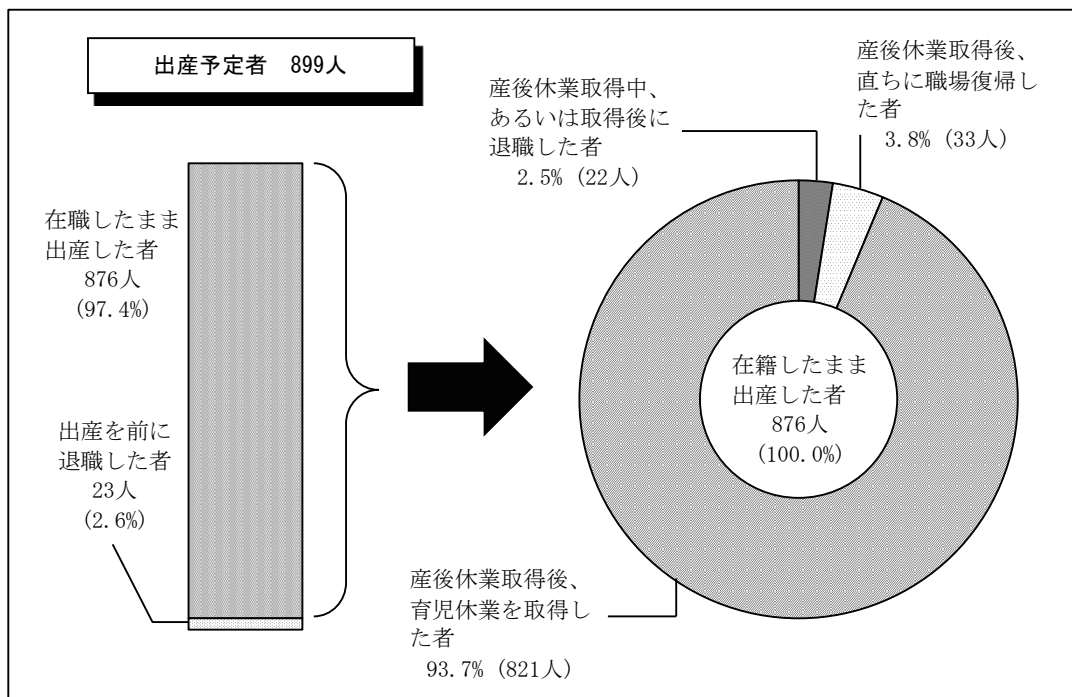 出産予定者 899人
産後休業取得中、
あるいは取得後に
退職した者
2.5% (22人)
産後休業取得後、
直ちに職場復帰し
た者
3.8% (33人)
在職したまま
出産した者
876人
(97.4%)
出産を前に
退職した者
23人
(2.6%)
在籍したまま
出産した者
876人
(100.0%)
産後休業取得後、
育児休業を取得し
た者
93.7% (821人)